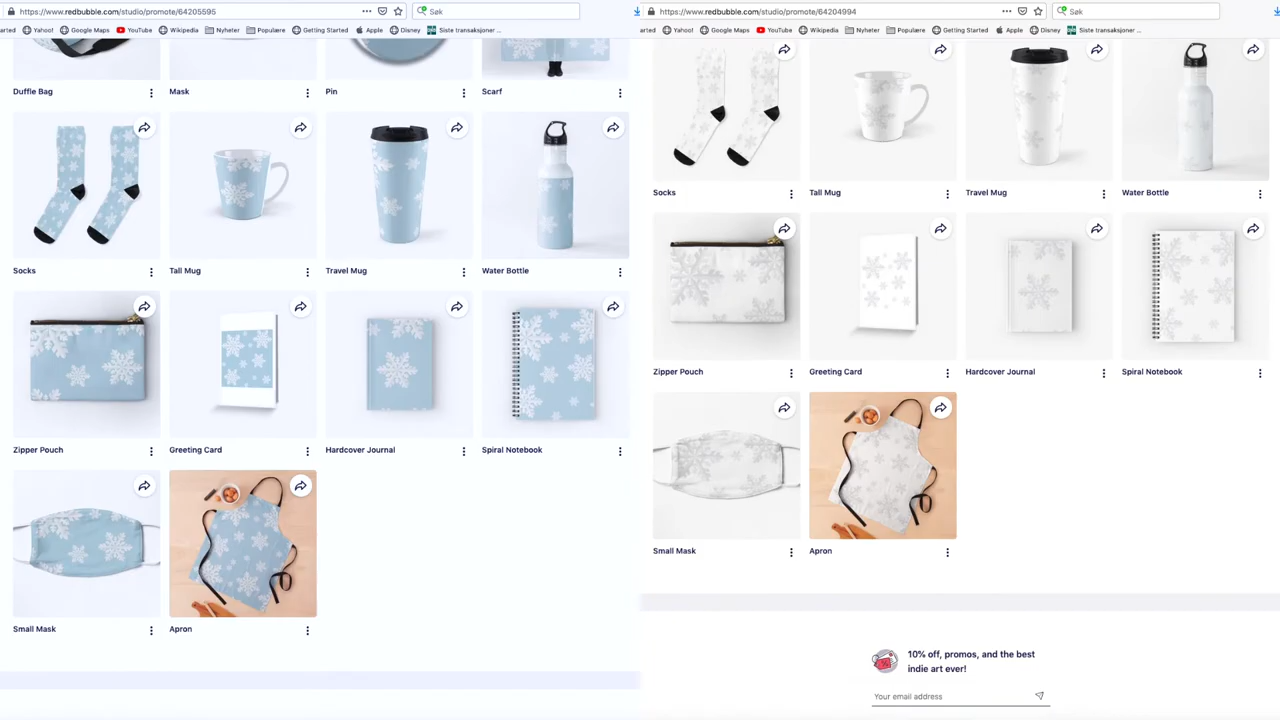 https://www.redbubble.com/studio/promote/64205595
Søk
arted Yahoo! Google Maps YouTube Wikipedia Nyheter Populære Getting Started Apple Disney Siste transaksjoner ...
Duffle Bag
Mask
Pin
Scarf
Socks
Tall Mug
Travel Mug
Water Bottle
Zipper Pouch
Greeting Card
Hardcover Journal
Spiral Notebook
Small Mask
Apron
https://www.redbubble.com/studio/promote/64204994
Søk
arted Yahoo! Google Maps YouTube Wikipedia Nyheter Populære Getting Started Apple Disney Siste transaksjoner ...
Socks
Tall Mug
Travel Mug
Water Bottle
Zipper Pouch
Greeting Card
Hardcover Journal
Spiral Notebook
Small Mask
Apron
10% off, promos, and the best
indie art ever!
Your email address